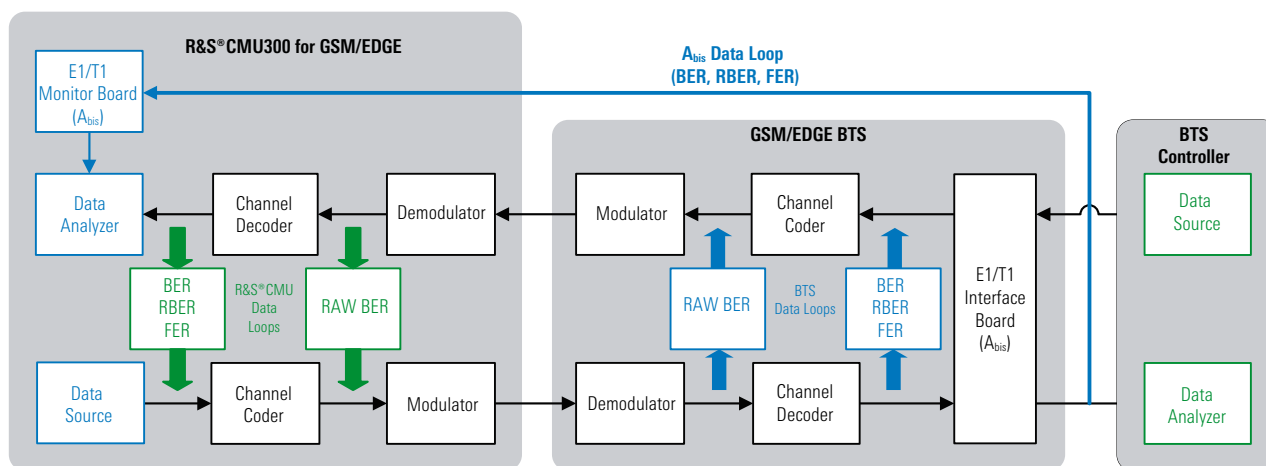 R&S®CMU300 for GSM/EDGE
E1/T1
Monitor Board
(Abis)
Abis Data Loop
(BER, RBER, FER)
GSM/EDGE BTS
BTS
Controller
Data
Analyzer
Channel
Decoder
Demodulator
Modulator
Channel
Coder
Data
Source
BER
RBER
FER
R&S®CMU
Data
Loops
RAW BER
RAW BER
BTS
Data Loops
BER
RBER
FER
E1/T1
Interface
Board
(Abis)
Data
Source
Channel
Coder
Modulator
Demodulator
Channel
Decoder
Data
Analyzer